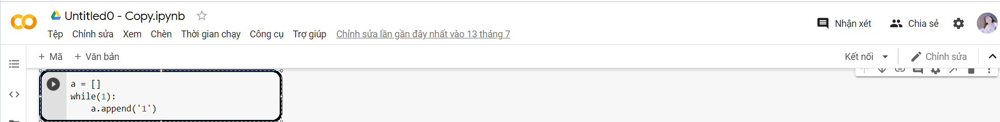 Untitled0 - Copy.ipynb
Tệp Chỉnh sửa Xem Chèn Thời gian chạy Công cụ Trợ giúp Chỉnh sửa lần gần đây nhất vào 13 tháng 7
Nhận xét Chia sẻ
+ Mã + Văn bản
Kết nối Chỉnh sửa
a = []
while(1):
    a.append('1')